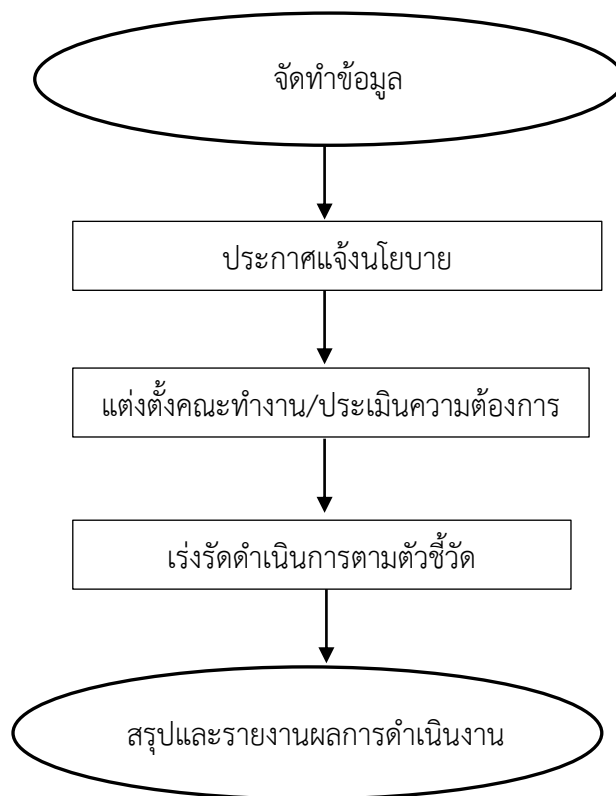 จัดทำข้อมูล
ประกาศแจ้งนโยบาย
แต่งตั้งคณะทำงาน/ประเมินความต้องการ
เร่งรัดดำเนินการตามตัวชี้วัด
สรุปและรายงานผลการดำเนินงาน